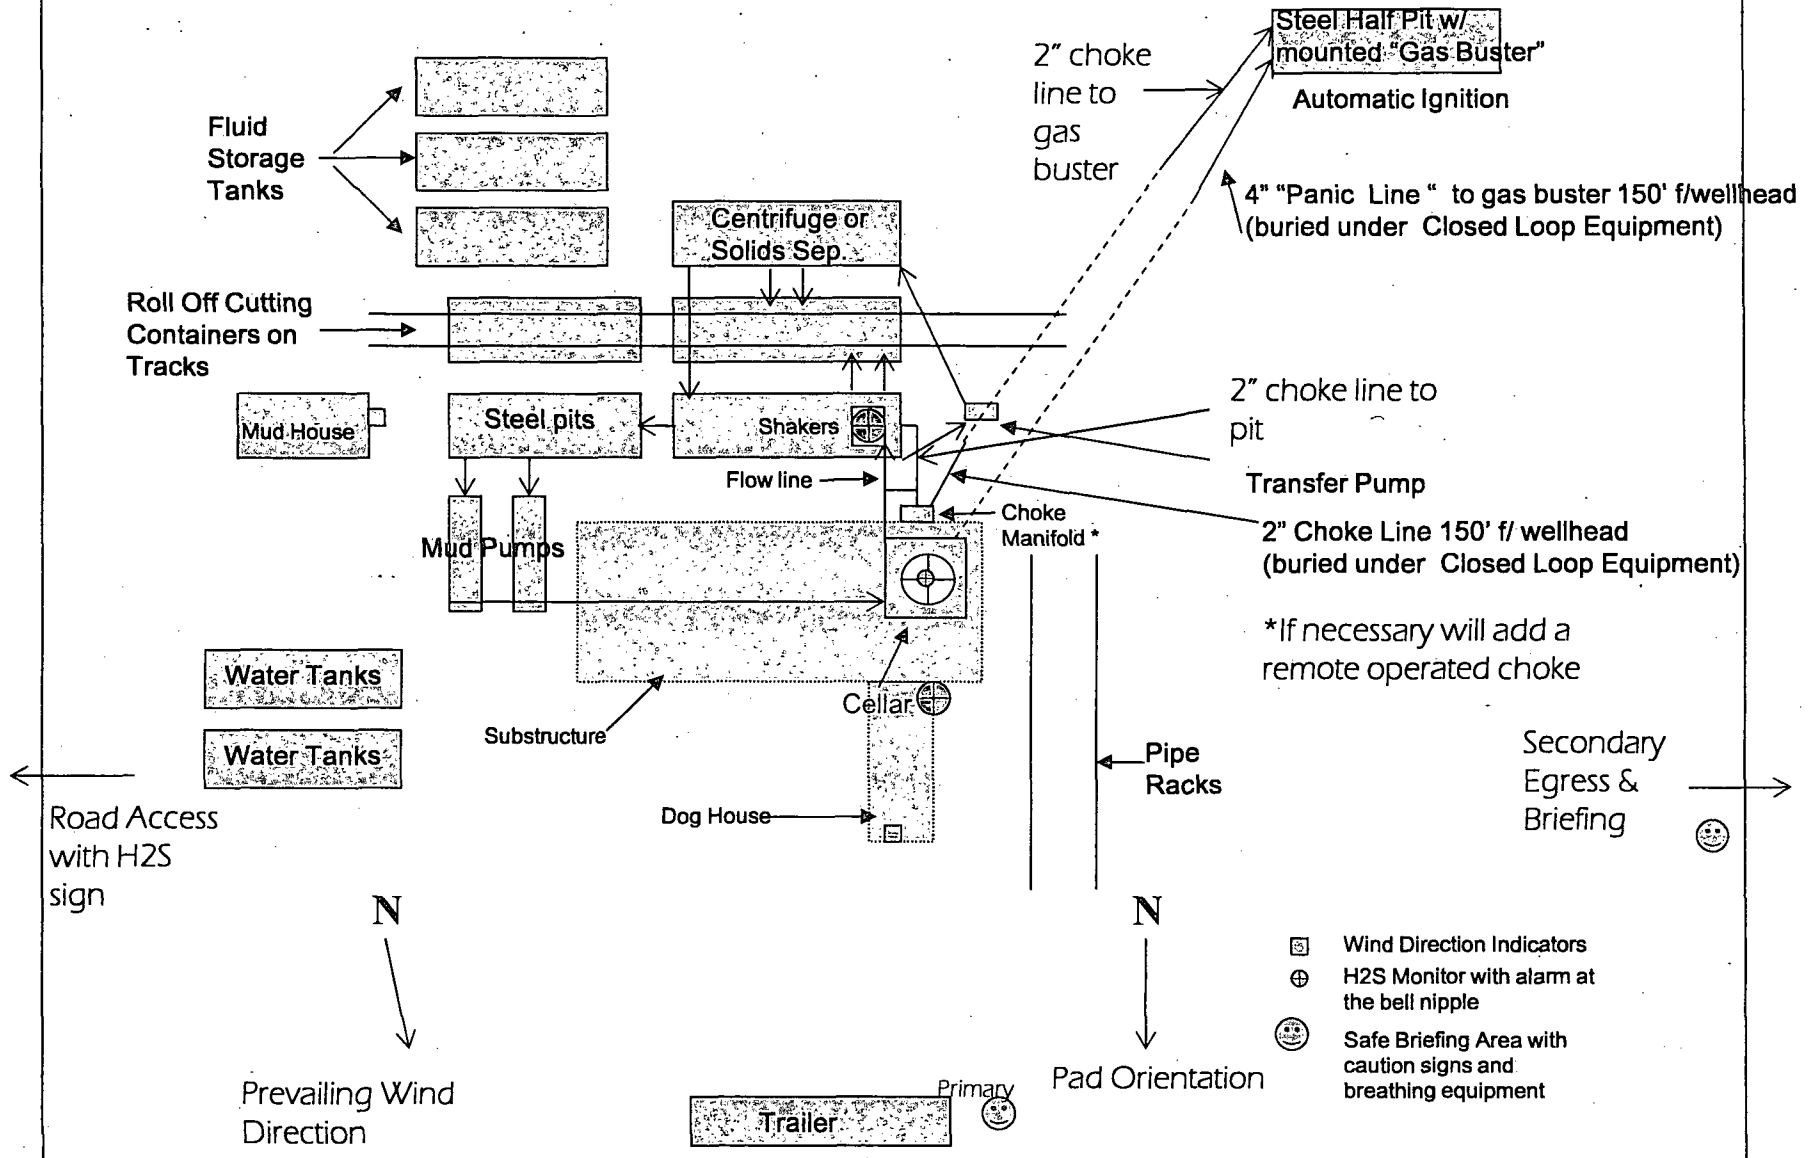 Steel Half Pit w/
mounted “Gas Buster”
Automatic Ignition
2” choke
line to
gas
buster
4” “Panic Line “ to gas buster 150' f/wellhead
(buried under Closed Loop Equipment)
Fluid
Storage
Tanks
Centrifuge or
Solids Sep.
Roll Off Cutting
Containers on
Tracks
Mud House
Steel pits
Shakers
2” choke line to
pit
Flow line
Transfer Pump
Choke
Manifold *
2” Choke Line 150' f/ wellhead
(buried under Closed Loop Equipment)
Mud Pumps
*If necessary will add a
remote operated choke
Water Tanks
Water Tanks
Cellar
Substructure
Pipe
Racks
Secondary
Egress &
Briefing
Dog House
Road Access
with H2S
sign
N
N
Wind Direction Indicators
H2S Monitor with alarm at
the bell nipple
Safe Briefing Area with
caution signs and
breathing equipment
Prevailing Wind
Direction
Pad Orientation
Primary
Trailer